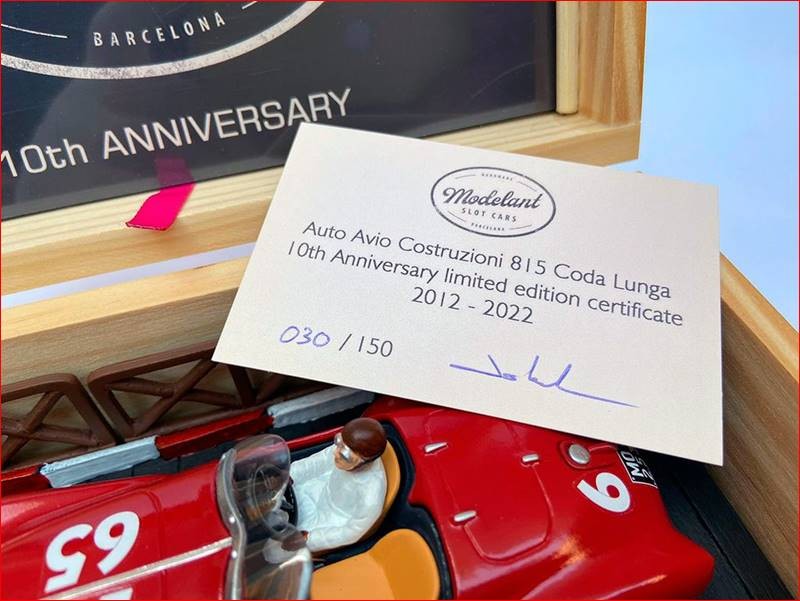 BARCELONA
10th ANNIVERSARY
HANDMADE
Modelant
SLOT CARS
BARCELONA
Auto Avio Costruzioni 815 Coda Lunga
10th Anniversary limited edition certificate
2012 - 2022
030 / 150
65
6